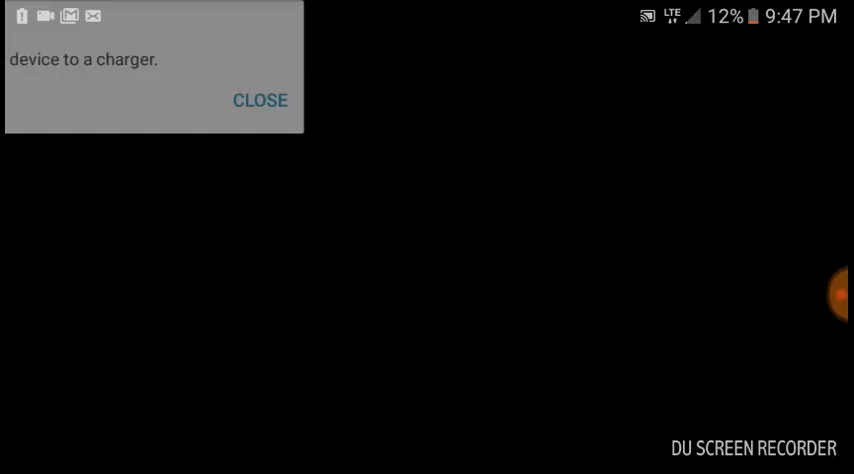 LTE 12% 9:47 PM
device to a charger.
CLOSE
DU SCREEN RECORDER